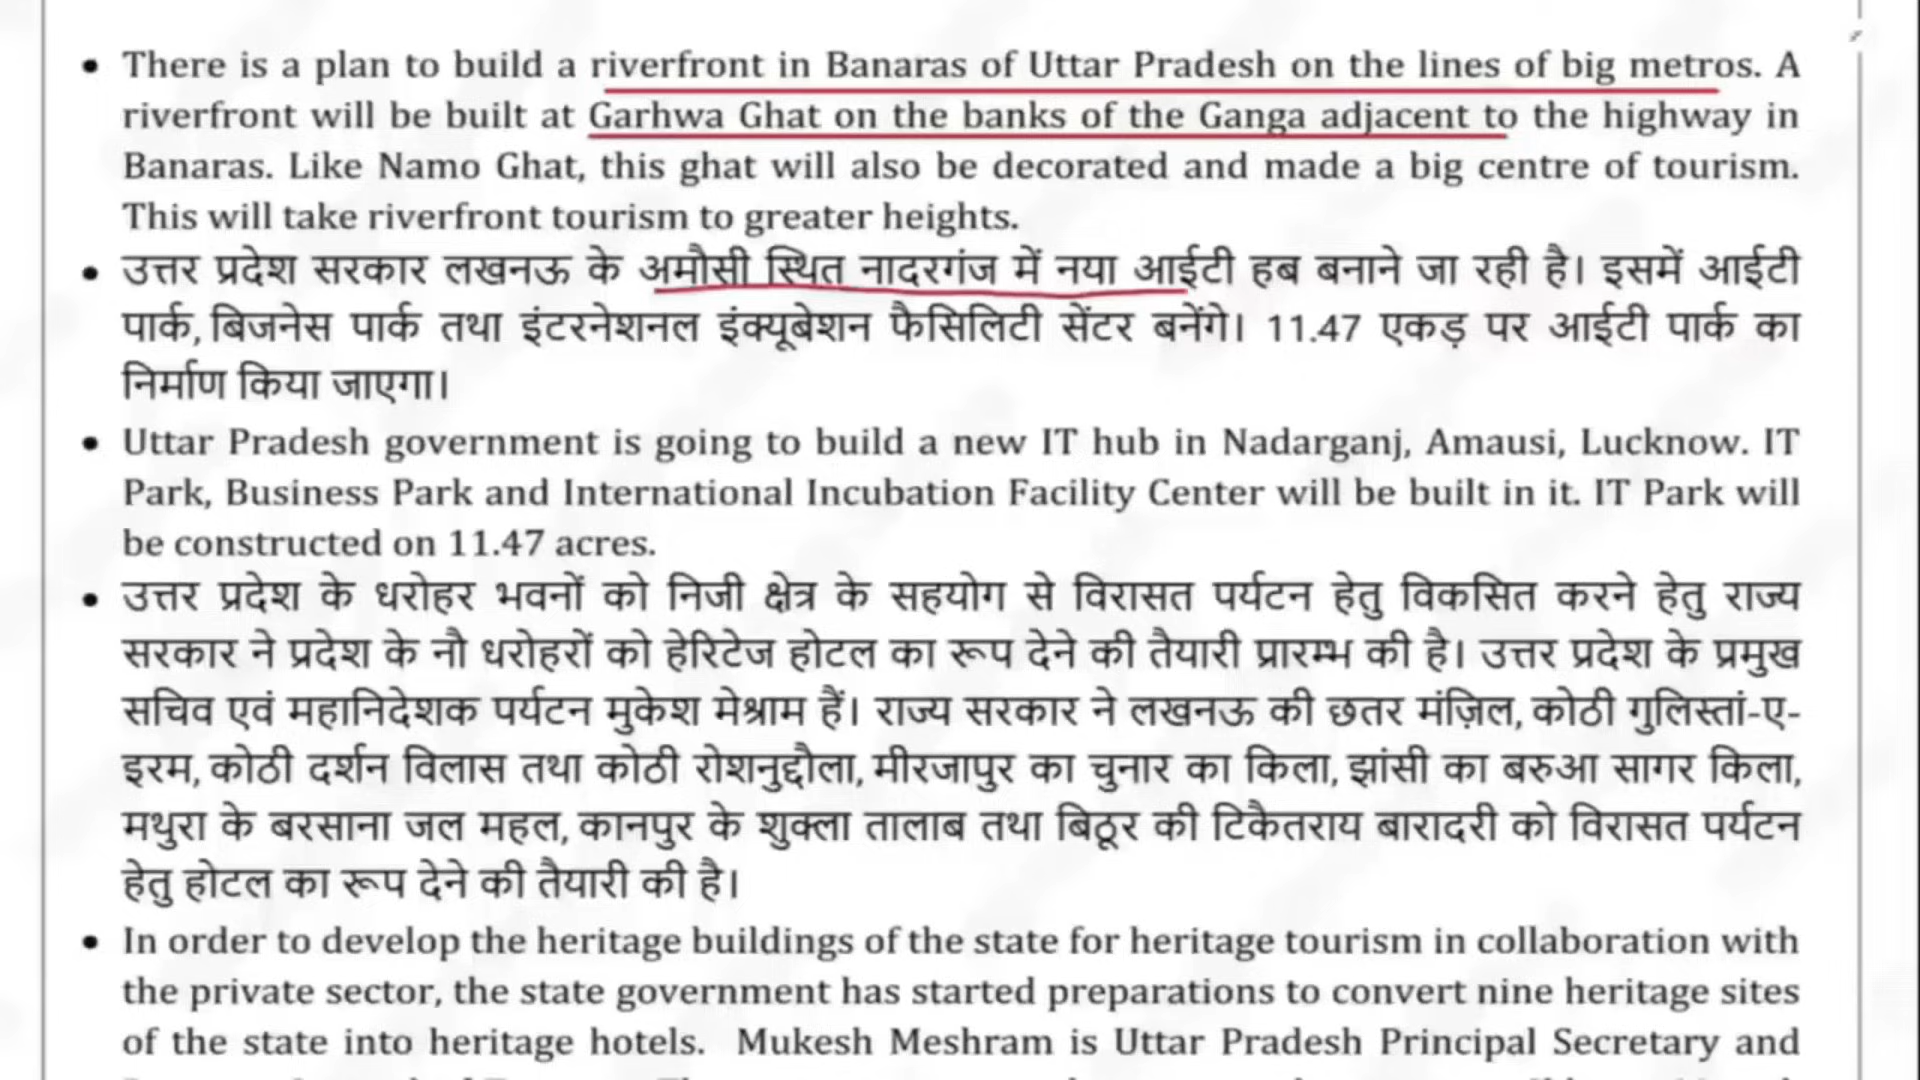 • There is a plan to build a riverfront in Banaras of Uttar Pradesh on the lines of big metros. A
riverfront will be built at Garhwa Ghat on the banks of the Ganga adjacent to the highway in
Banaras. Like Namo Ghat, this ghat will also be decorated and made a big centre of tourism.
This will take riverfront tourism to greater heights.
• उत्तर प्रदेश सरकार लखनऊ के अमौसी स्थित नादरगंज में नया आईटी हब बनाने जा रही है। इसमें आईटी
पार्क, बिजनेस पार्क तथा इंटरनेशनल इंक्यूबेशन फैसिलिटी सेंटर बनेंगे। 11.47 एकड़ पर आईटी पार्क का
निर्माण किया जाएगा।
• Uttar Pradesh government is going to build a new IT hub in Nadarganj, Amausi, Lucknow. IT
Park, Business Park and International Incubation Facility Center will be built in it. IT Park will
be constructed on 11.47 acres.
• उत्तर प्रदेश के धरोहर भवनों को निजी क्षेत्र के सहयोग से विरासत पर्यटन हेतु विकसित करने हेतु राज्य
सरकार ने प्रदेश के नौ धरोहरों को हेरिटेज होटल का रूप देने की तैयारी प्रारम्भ की है। उत्तर प्रदेश के प्रमुख
सचिव एवं महानिदेशक पर्यटन मुकेश मेश्राम हैं। राज्य सरकार ने लखनऊ की छतर मंज़िल, कोठी गुलिस्तां-ए-
इरम, कोठी दर्शन विलास तथा कोठी रोशनुद्दौला, मीरजापुर का चुनार का किला, झांसी का बरुआ सागर किला,
मथुरा के बरसाना जल महल, कानपुर के शुक्ला तालाब तथा बिठूर की टिकैतराय बारादरी को विरासत पर्यटन
हेतु होटल का रूप देने की तैयारी की है।
• In order to develop the heritage buildings of the state for heritage tourism in collaboration with
the private sector, the state government has started preparations to convert nine heritage sites
of the state into heritage hotels. Mukesh Meshram is Uttar Pradesh Principal Secretary and